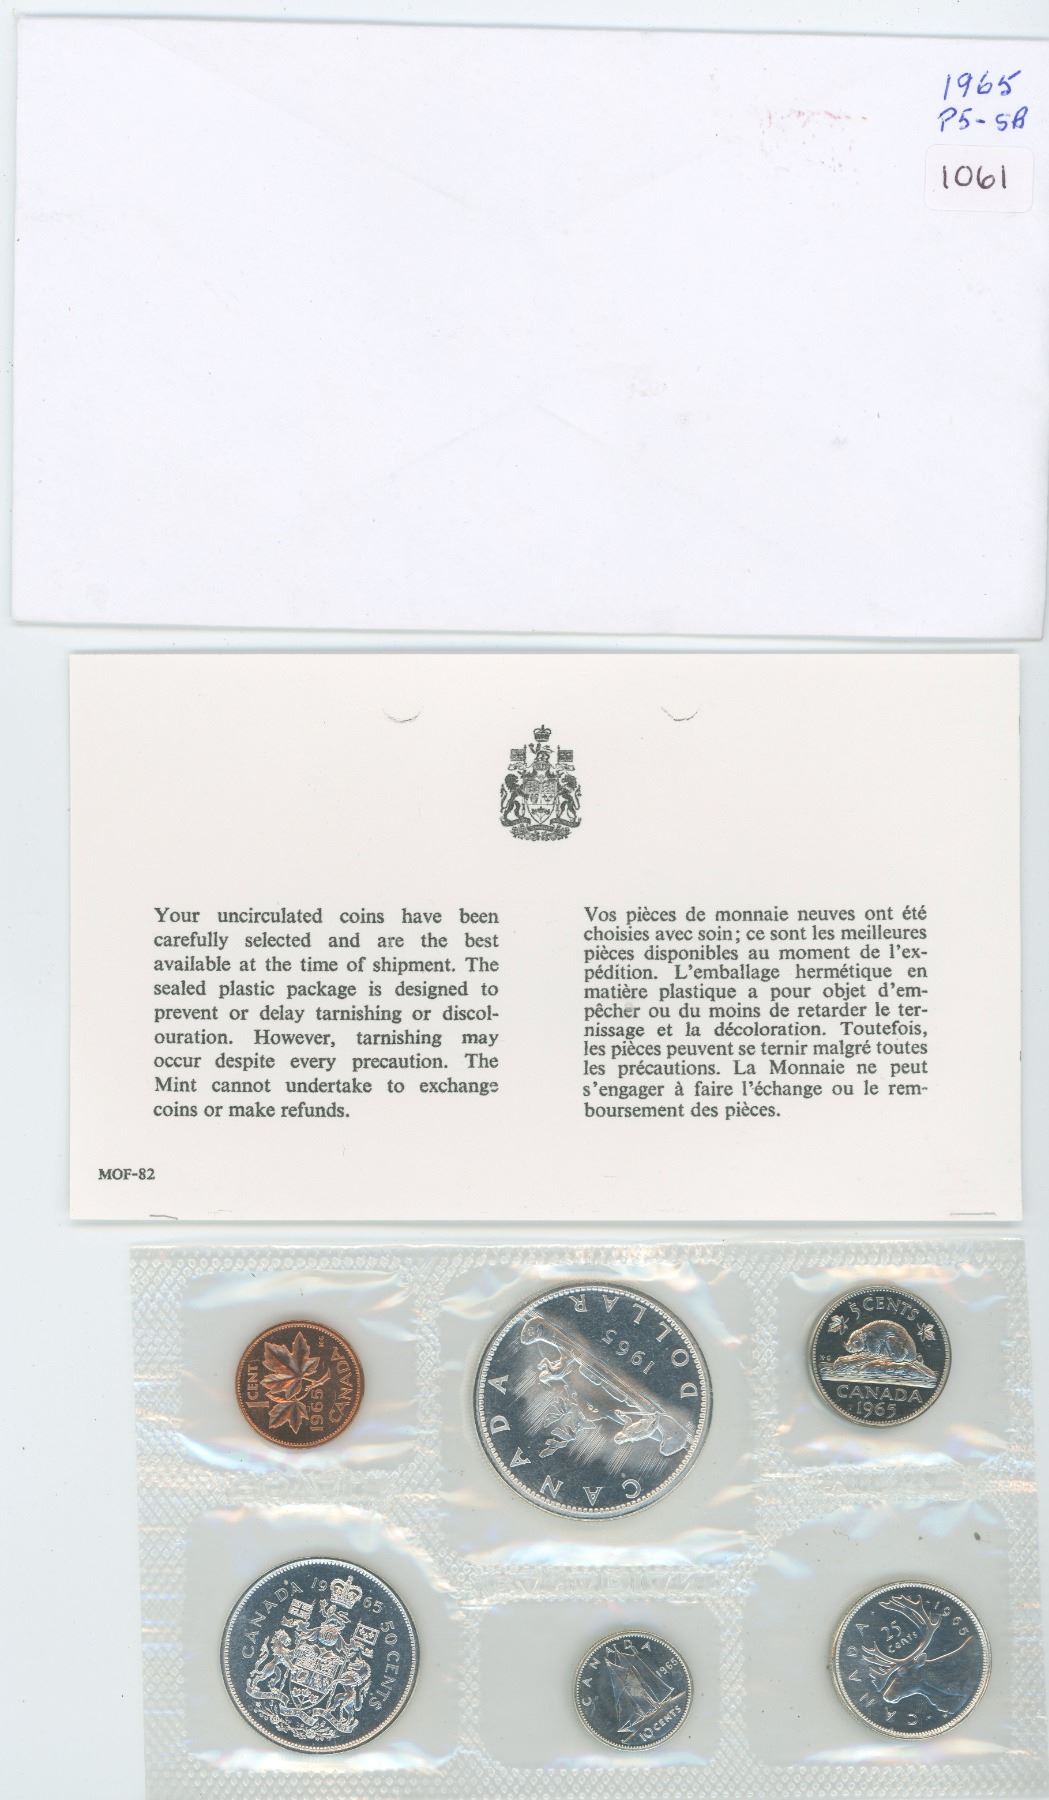 1965
P5-SB
1061
Your uncirculated coins have been
carefully selected and are the best
available at the time of shipment. The
sealed plastic package is designed to
prevent or delay tarnishing or discol-
ouration. However, tarnishing may
occur despite every precaution. The
Mint cannot undertake to exchange
coins or make refunds.
Vos pièces de monnaie neuves ont été
choisies avec soin; ce sont les meilleures
pièces disponibles au moment de l'ex-
pédition. L'emballage hermétique en
matière plastique a pour objet d'em-
pêcher ou du moins de retarder le ter-
nissage et la décoloration. Toutefois,
les pièces peuvent se ternir malgré toutes
les précautions. La Monnaie ne peut
s'engager à faire l'échange ou le rem-
boursement des pièces.
MOF-82
1 CENT
1965
CANADA
CANADA
1965
DOLLAR
5 CENTS
CANADA
1965
CANADA 1965 50 CENTS
CANADA
1965
10 CENTS
CANADA
25
CENTS
1965